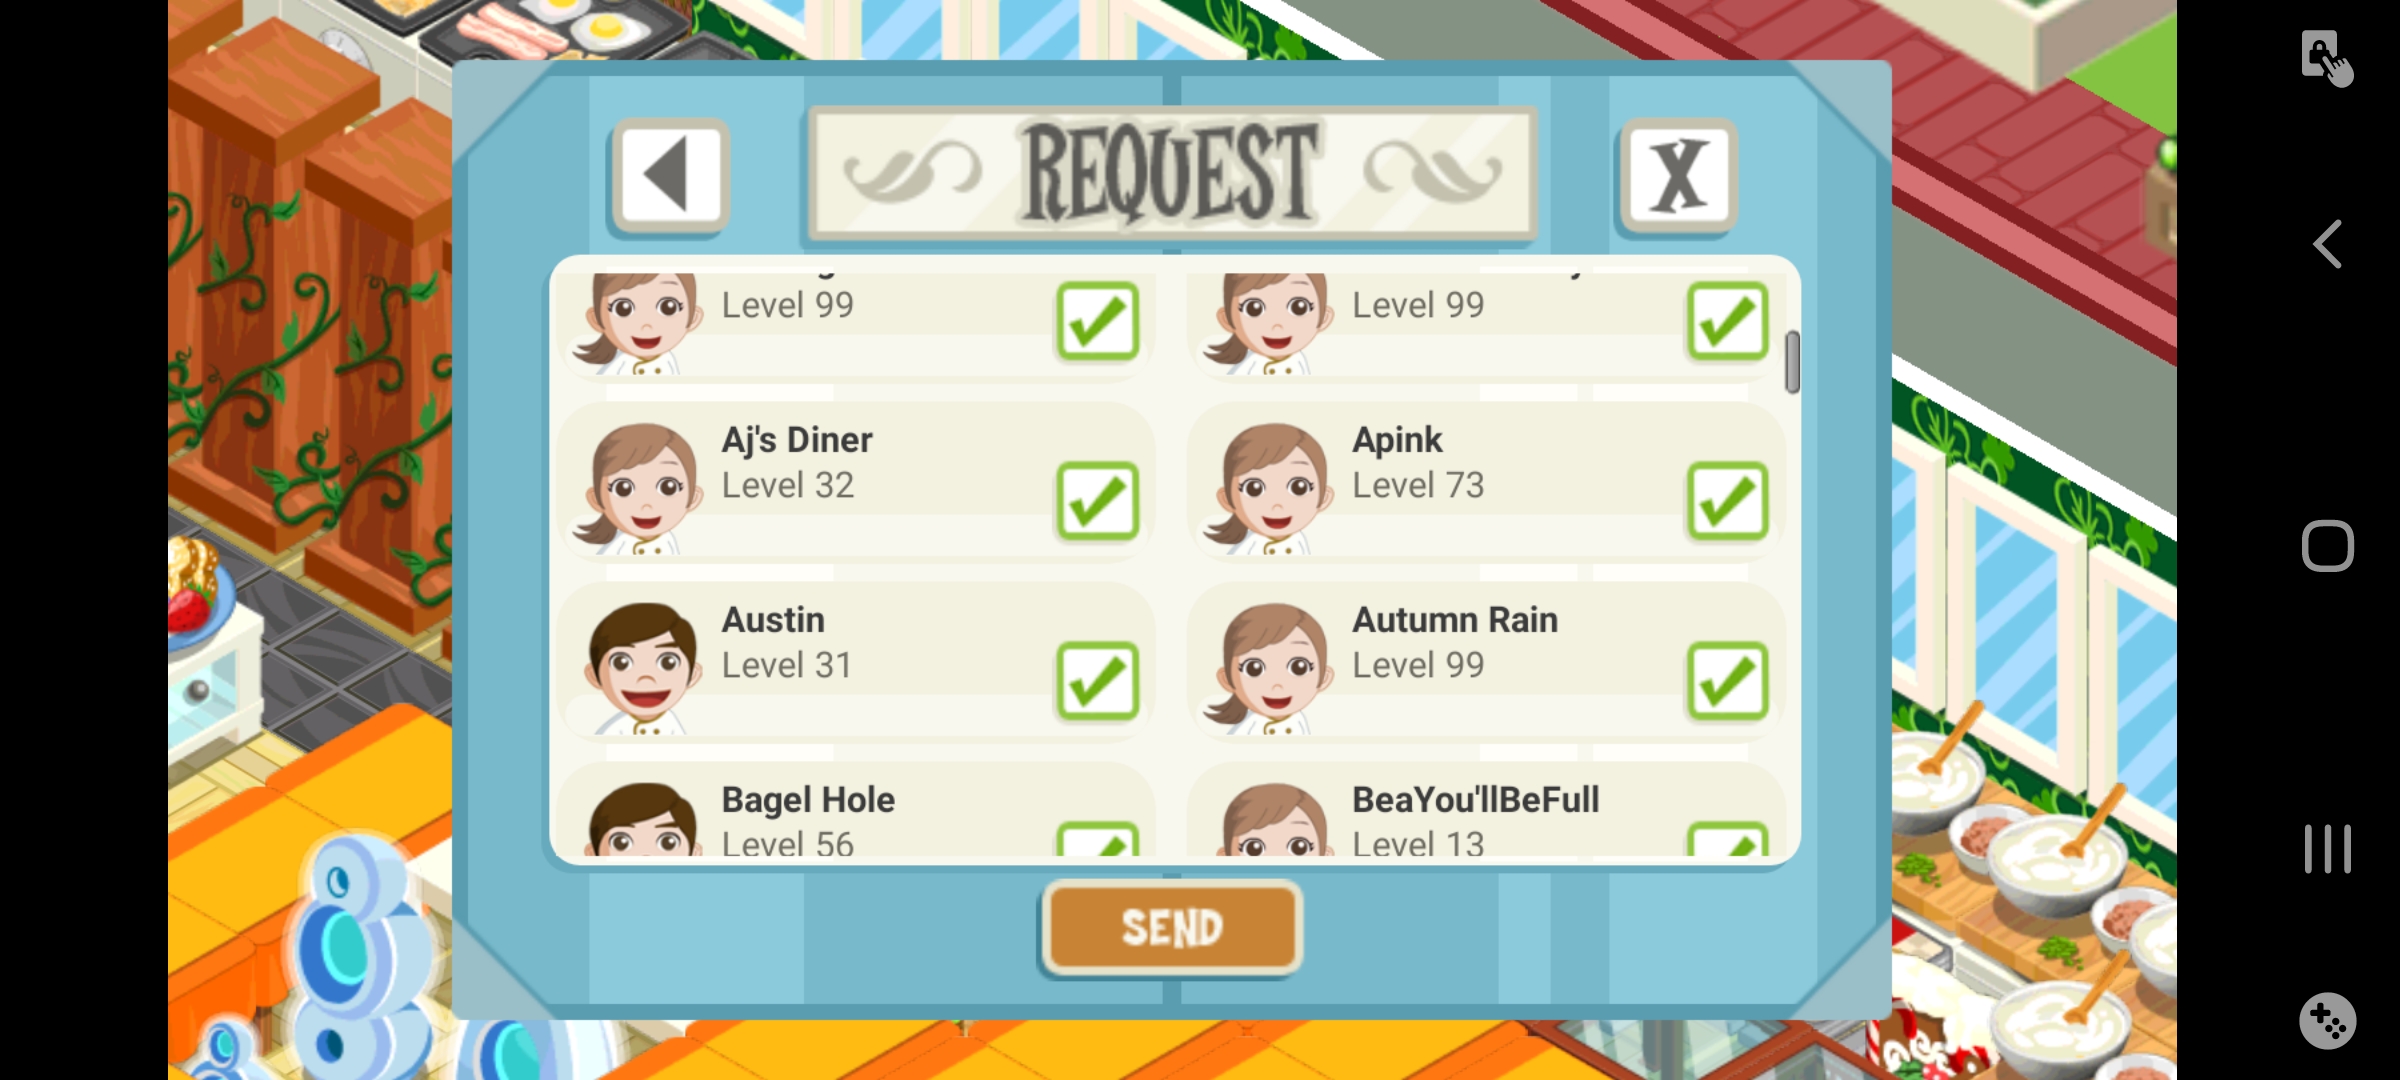 REQUEST
X
Level 99
Level 99
Aj's Diner
Level 32
Apink
Level 73
Austin
Level 31
Autumn Rain
Level 99
Bagel Hole
Level 56
BeaYou'llBeFull
Level 13
SEND